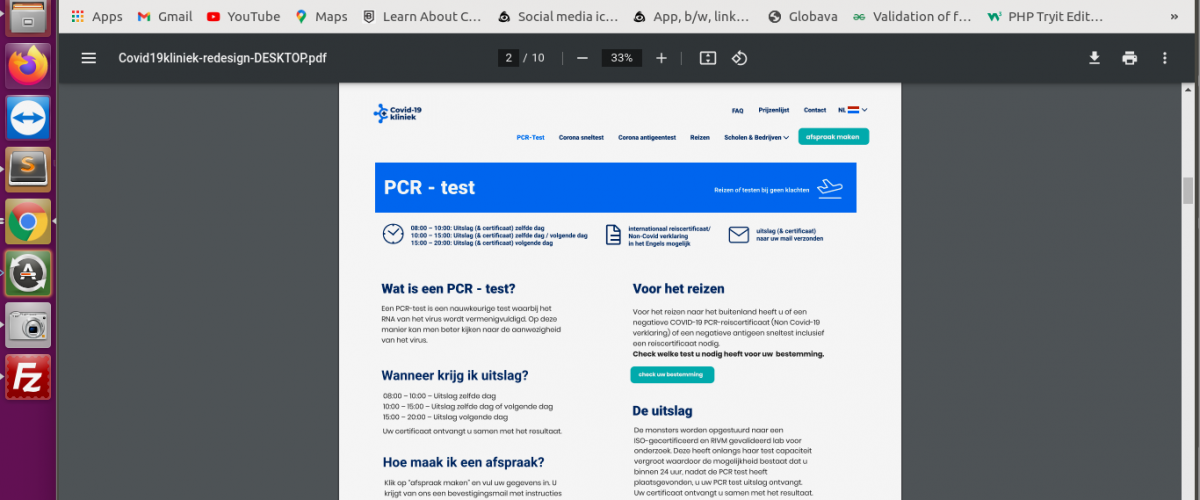 Apps Gmail YouTube Maps Learn About C… Social media ic… App, b/w, link… Globava Validation of f… PHP Tryit Edit… »
Covid19kliniek-redesign-DESKTOP.pdf 2 / 10 33%
Covid-19
kliniek
FAQ Prijzenlijst Contact NL
PCR-Test Corona sneltest Corona antigeentest Reizen Scholen & Bedrijven afspraak maken
PCR - test
Reizen of testen bij geen klachten
08:00 – 10:00: Uitslag (& certificaat) zelfde dag
10:00 – 15:00: Uitslag (& certificaat) zelfde dag / volgende dag
15:00 – 20:00: Uitslag (& certificaat) volgende dag
internationaal reiscertificaat/
Non-Covid verklaring
in het Engels mogelijk
uitslag (& certificaat)
naar uw mail verzonden
Wat is een PCR - test?
Een PCR-test is een nauwkeurige test waarbij het
RNA van het virus wordt vermenigvuldigd. Op deze
manier kan men beter kijken naar de aanwezigheid
van het virus.
Wanneer krijg ik uitslag?
08:00 – 10:00 – Uitslag zelfde dag
10:00 – 15:00 – Uitslag zelfde dag of volgende dag
15:00 – 20:00 – Uitslag volgende dag
Uw certificaat ontvangt u samen met het resultaat.
Hoe maak ik een afspraak?
Klik op "afspraak maken" en vul uw gegevens in. U
krijgt van ons een bevestigingsmail met instructies
Voor het reizen
Voor het reizen naar het buitenland heeft u of een
negatieve COVID-19 PCR-reiscertificaat (Non Covid-19
verklaring) of een negatieve antigeen sneltest inclusief
een reiscertificaat nodig.
Check welke test u nodig heeft voor uw bestemming.
check uw bestemming
De uitslag
De monsters worden opgestuurd naar een
ISO-gecertificeerd en RIVM gevalideerd lab voor
onderzoek. Deze heeft onlangs haar test capaciteit
vergroot waardoor de mogelijkheid bestaat dat u
binnen 24 uur, nadat de PCR test heeft
plaatsgevonden, u uw PCR test uitslag ontvangt.
Uw certificaat ontvangt u samen met het resultaat.